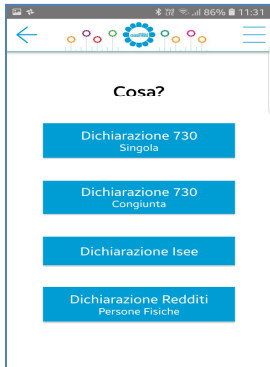 86% 11:31
Cosa?
Dichiarazione 730
Singola
Dichiarazione 730
Congiunta
Dichiarazione Isee
Dichiarazione Redditi
Persone Fisiche